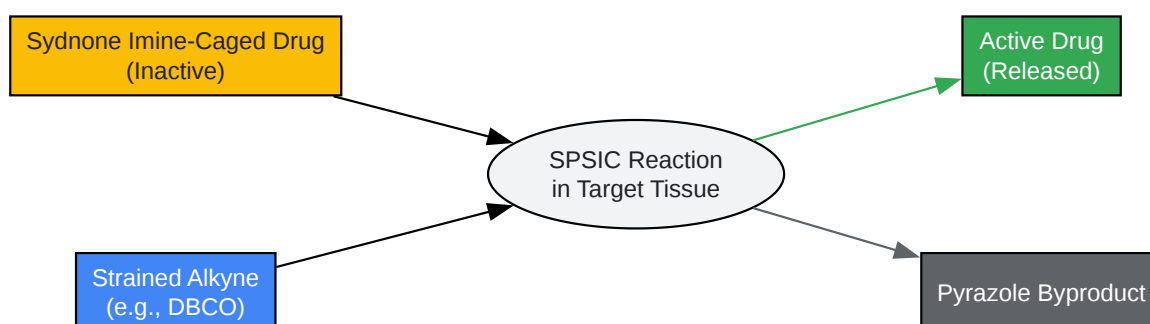 Sydnone Imine-Caged Drug
(Inactive)
Active Drug
(Released)
SPSIC Reaction
in Target Tissue
Strained Alkyne
(e.g., DBCO)
Pyrazole Byproduct